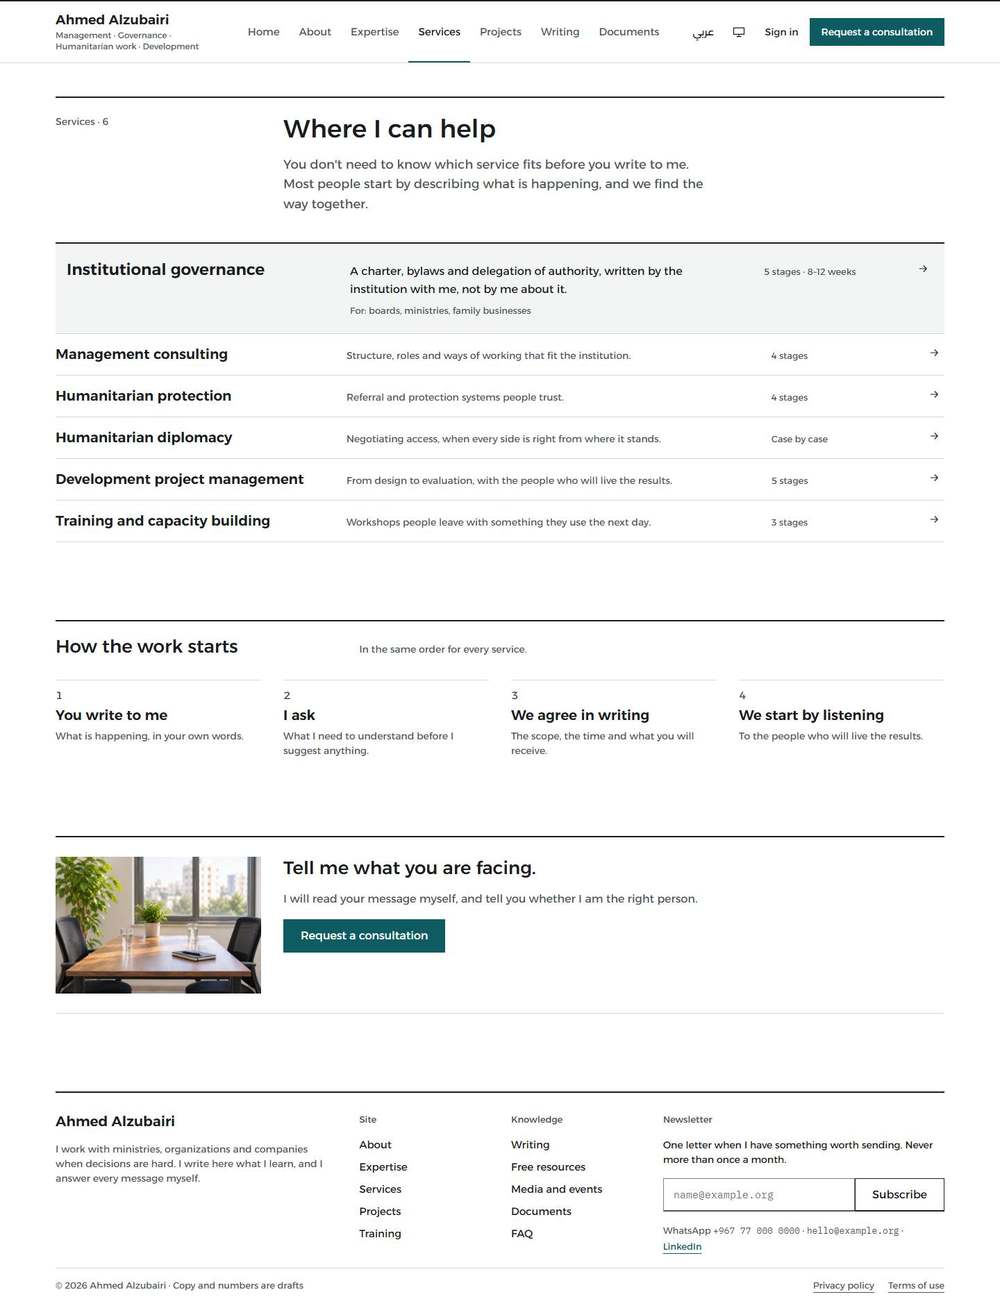 Ahmed Alzubairi
Management · Governance ·
Humanitarian work · Development
Home
About
Expertise
Services
Projects
Writing
Documents
عربي
Sign in
Request a consultation
Services · 6
Where I can help
You don't need to know which service fits before you write to me.
Most people start by describing what is happening, and we find the
way together.
Institutional governance
A charter, bylaws and delegation of authority, written by the
institution with me, not by me about it.
For: boards, ministries, family businesses
5 stages · 8–12 weeks
Management consulting
Structure, roles and ways of working that fit the institution.
4 stages
Humanitarian protection
Referral and protection systems people trust.
4 stages
Humanitarian diplomacy
Negotiating access, when every side is right from where it stands.
Case by case
Development project management
From design to evaluation, with the people who will live the results.
5 stages
Training and capacity building
Workshops people leave with something they use the next day.
3 stages
How the work starts
In the same order for every service.
1
You write to me
What is happening, in your own words.
2
I ask
What I need to understand before I
suggest anything.
3
We agree in writing
The scope, the time and what you will
receive.
4
We start by listening
To the people who will live the results.
Tell me what you are facing.
I will read your message myself, and tell you whether I am the right person.
Request a consultation
Ahmed Alzubairi
I work with ministries, organizations and companies
when decisions are hard. I write here what I learn, and I
answer every message myself.
Site
About
Expertise
Services
Projects
Training
Knowledge
Writing
Free resources
Media and events
Documents
FAQ
Newsletter
One letter when I have something worth sending. Never
more than once a month.
name@example.org
Subscribe
WhatsApp +967 77 000 0000 · hello@example.org ·
LinkedIn
© 2026 Ahmed Alzubairi · Copy and numbers are drafts
Privacy policy
Terms of use